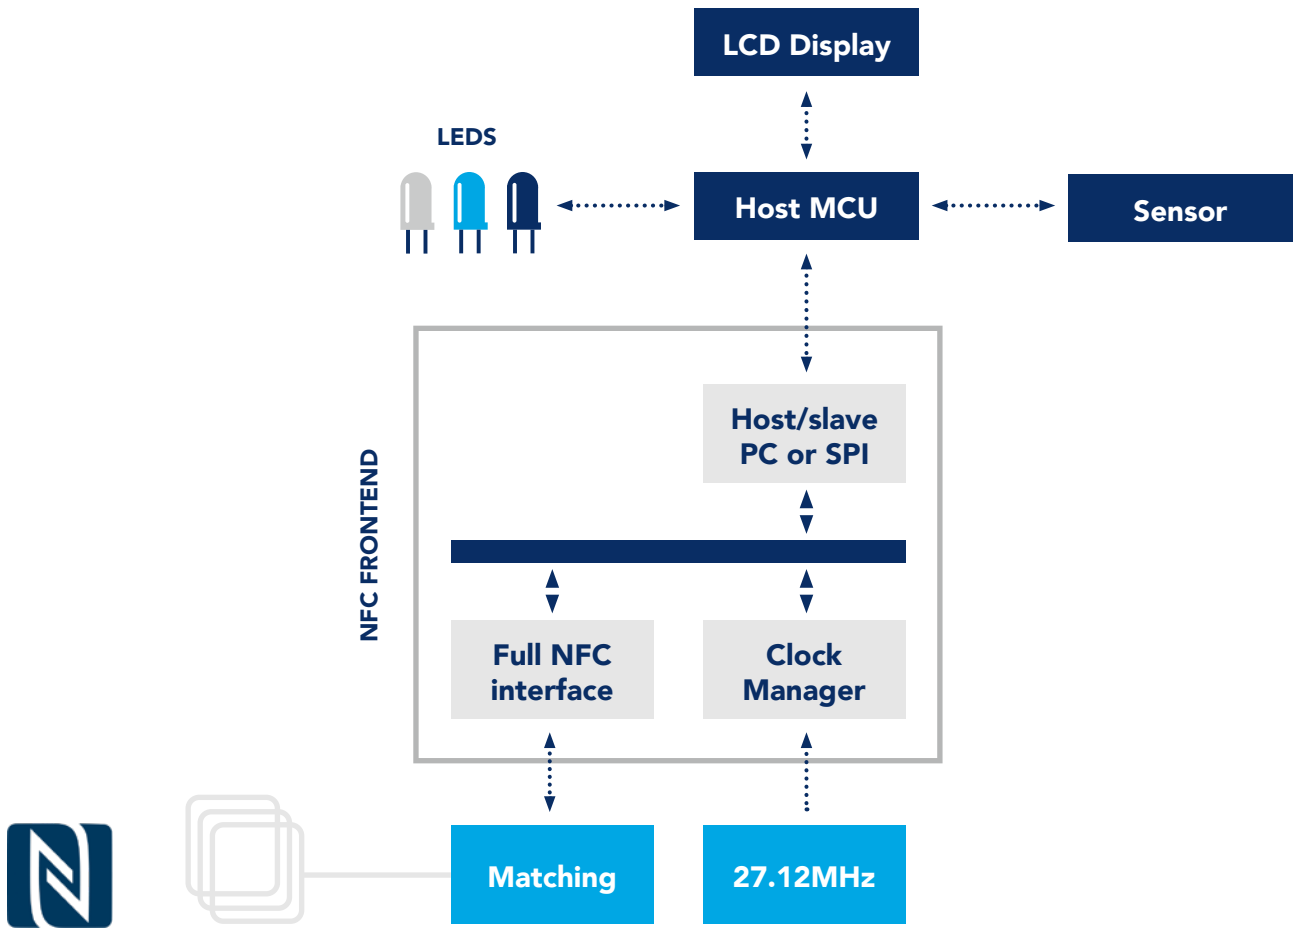 LCD Display
LEDS
Host MCU
Sensor
NFC FRONTEND
Host/slave
PC or SPI
Full NFC
interface
Clock
Manager
Matching
27.12MHz